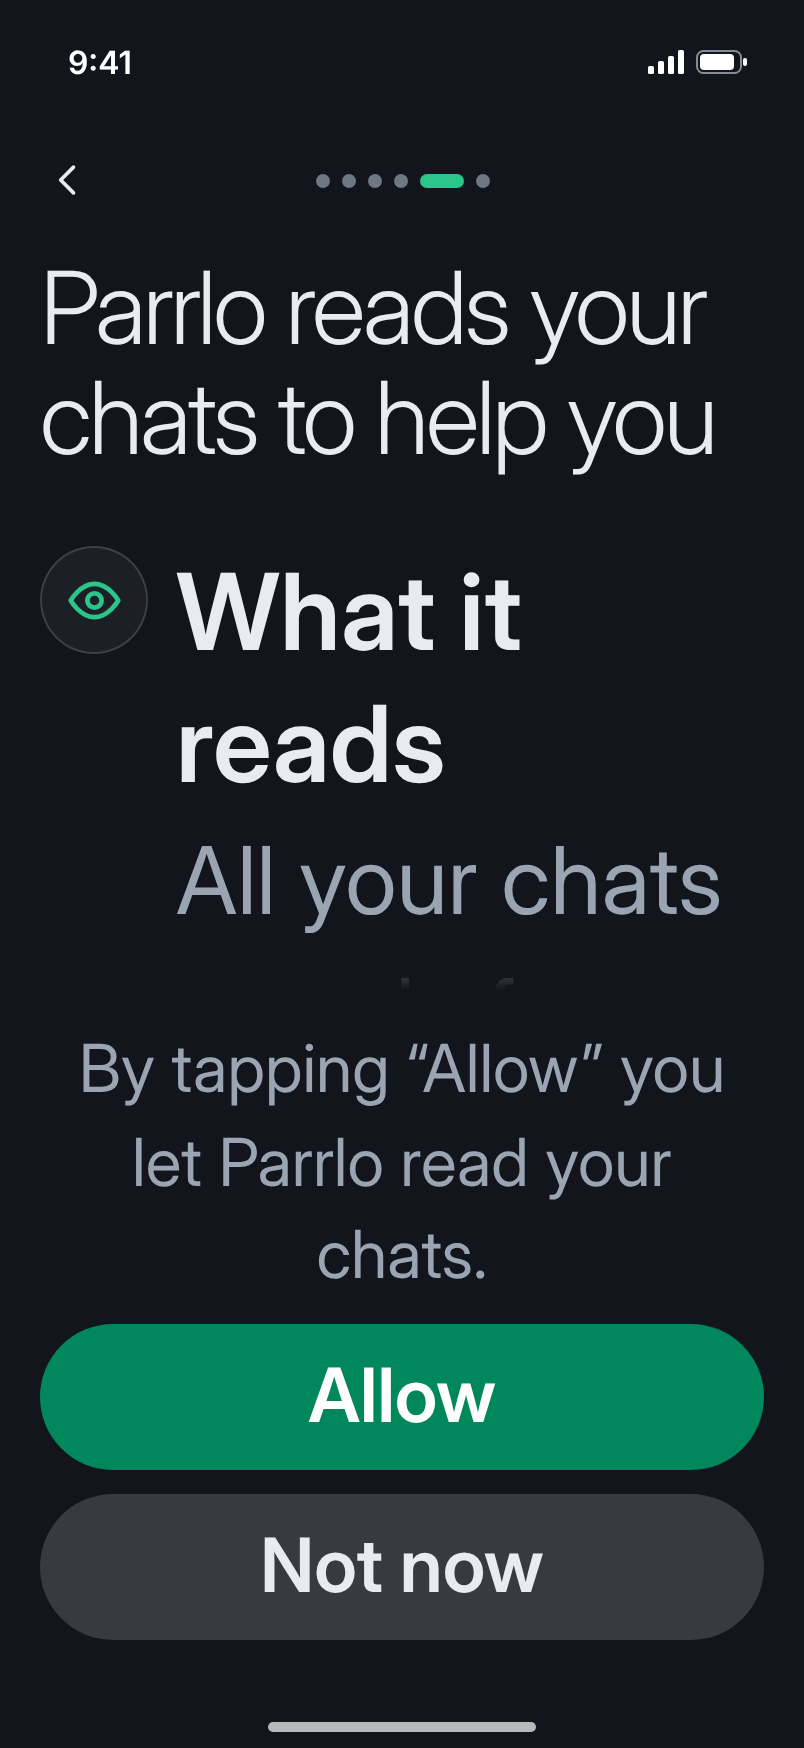 9:41
Parrlo reads your
chats to help you
What it
reads
All your chats
By tapping “Allow” you
let Parrlo read your
chats.
Allow
Not now